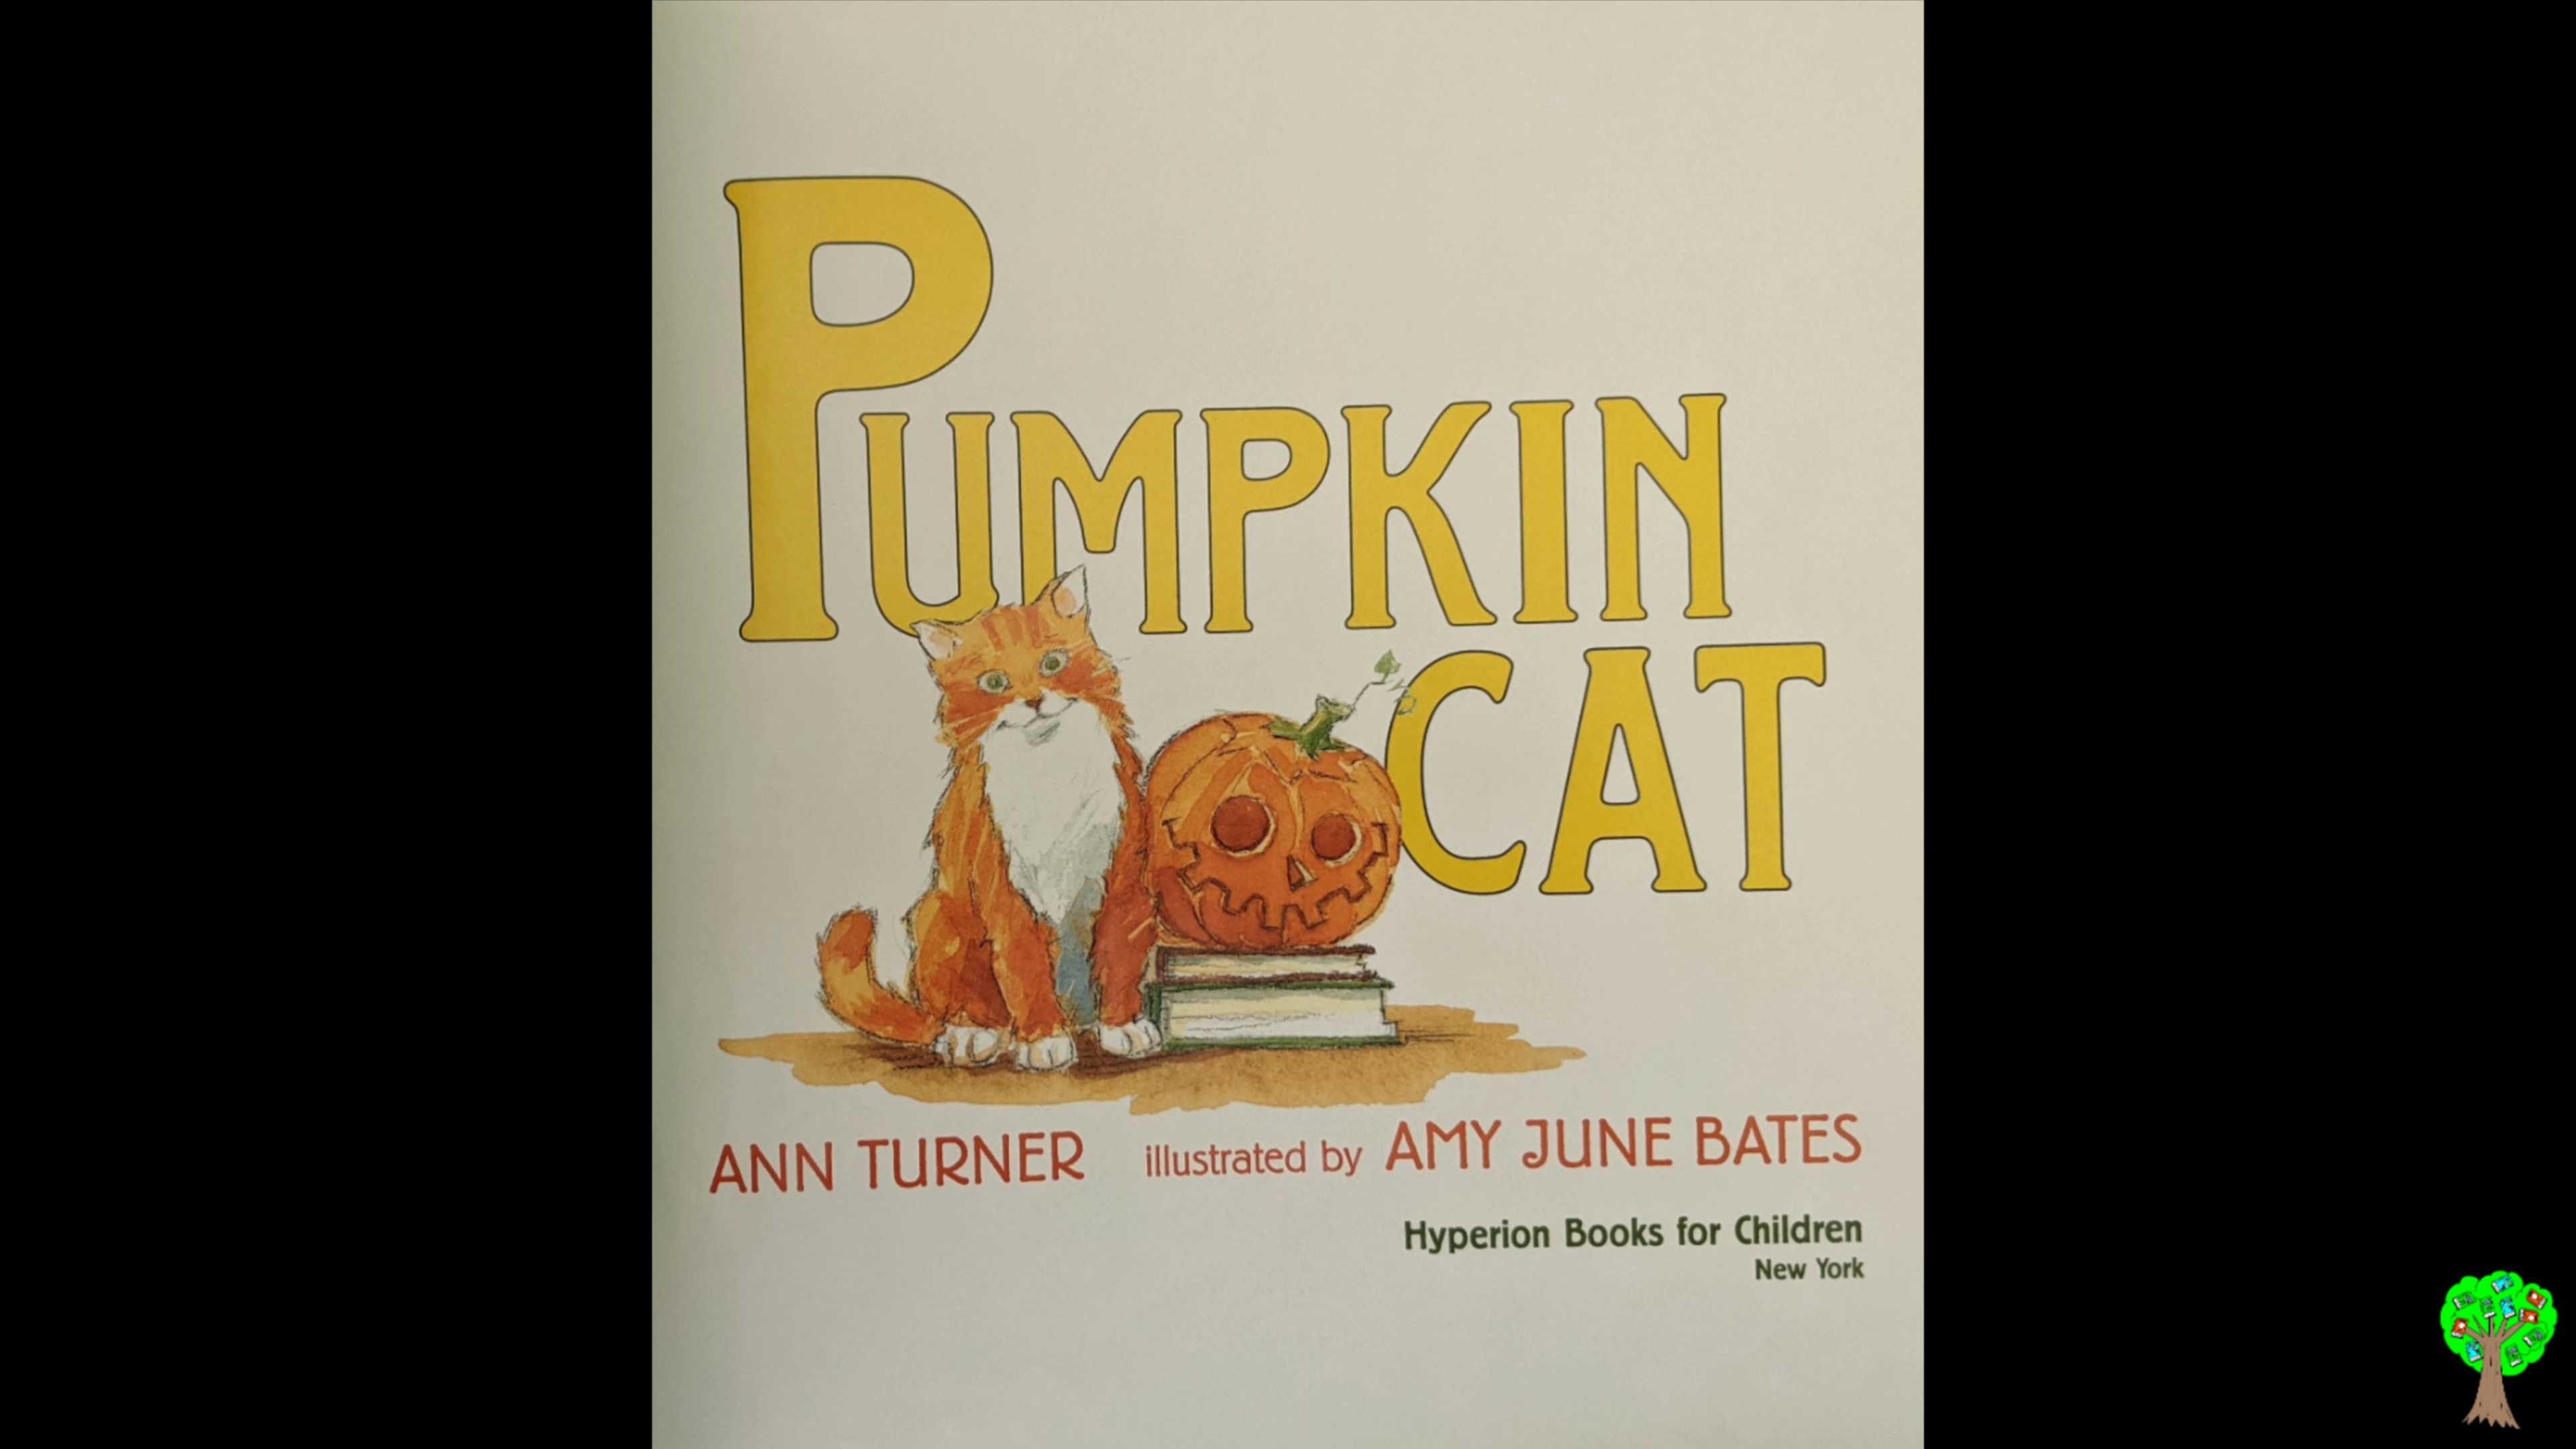 PUMPKIN
CAT
ANN TURNER illustrated by AMY JUNE BATES
Hyperion Books for Children
New York